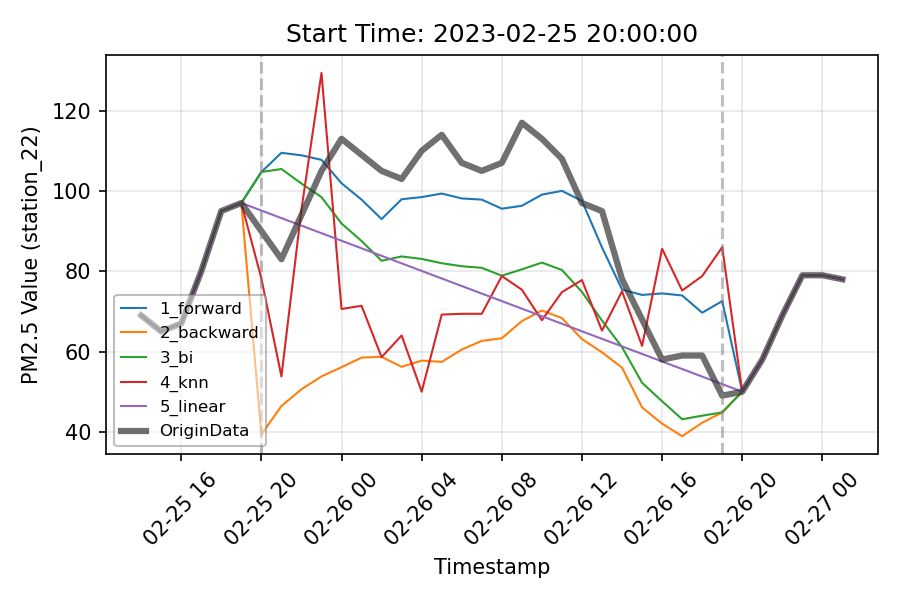 Start Time: 2023-02-25 20:00:00
PM2.5 Value (station_22)
120
100
80
60
40
1_forward
2_backward
3_bi
4_knn
5_linear
OriginData
02-25 16
02-25 20
02-26 00
02-26 04
02-26 08
02-26 12
02-26 16
02-26 20
02-27 00
Timestamp